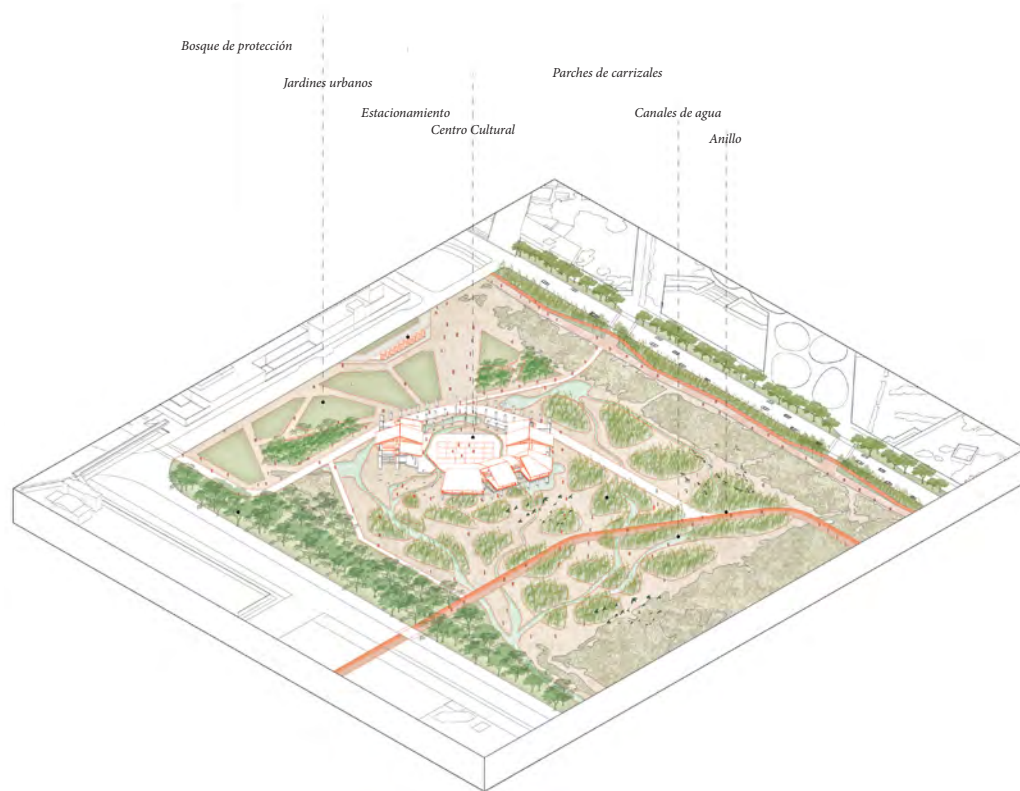 Bosque de protección
Jardines urbanos
Estacionamiento
Centro Cultural
Parches de carrizales
Canales de agua
Anillo